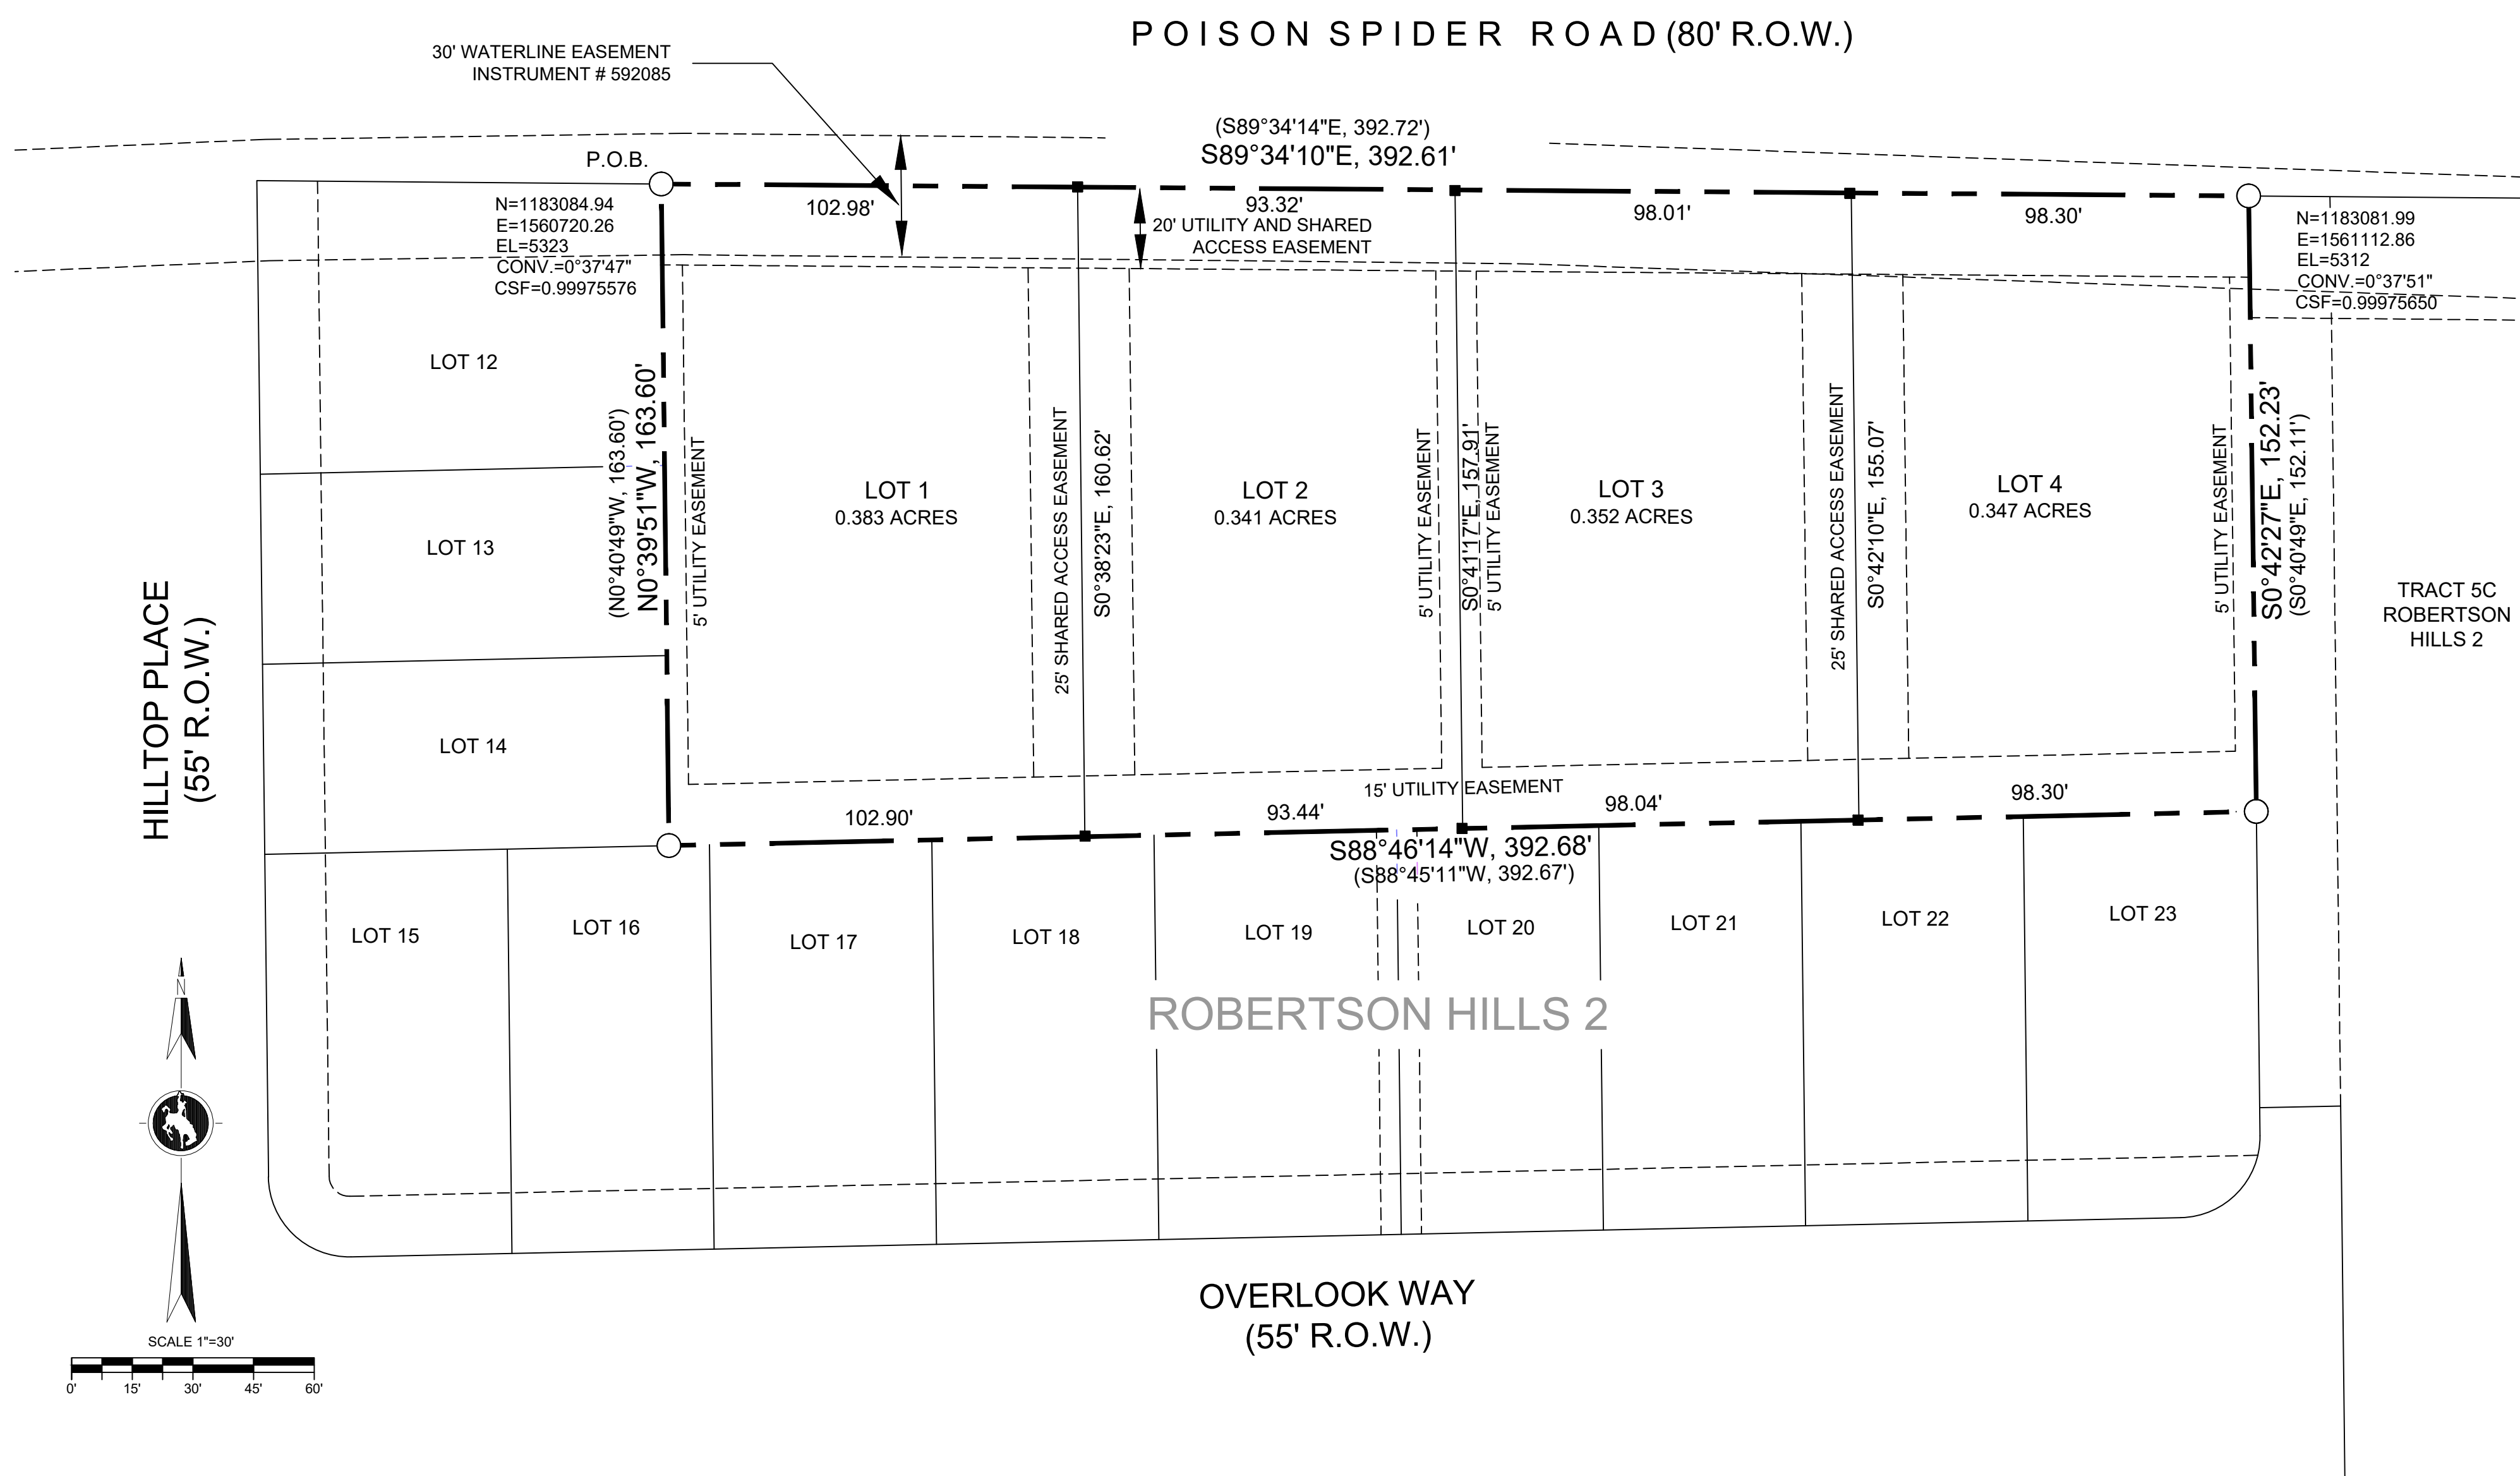 POISON SPIDER ROAD (80' R.O.W.)
30' WATERLINE EASEMENT
INSTRUMENT # 592085
(S89°34'14"E, 392.72')
S89°34'10"E, 392.61'
P.O.B.
N=1183084.94
E=1560720.26
EL=5323
CONV.=0°37'47"
CSF=0.99975576
102.98'
93.32'
98.01'
98.30'
20' UTILITY AND SHARED
ACCESS EASEMENT
N=1183081.99
E=1561112.86
EL=5312
CONV.=0°37'51"
CSF=0.99975650
LOT 12
LOT 13
LOT 14
(N0°40'49"W, 163.60')
N0°39'51"W, 163.60'
5' UTILITY EASEMENT
LOT 1
0.383 ACRES
25' SHARED ACCESS EASEMENT
S0°38'23"E, 160.62'
LOT 2
0.341 ACRES
5' UTILITY EASEMENT
S0°41'17"E, 157.91'
5' UTILITY EASEMENT
LOT 3
0.352 ACRES
25' SHARED ACCESS EASEMENT
S0°42'10"E, 155.07'
LOT 4
0.347 ACRES
5' UTILITY EASEMENT
S0°42'27"E, 152.23'
(S0°40'49"E, 152.11')
TRACT 5C
ROBERTSON
HILLS 2
HILLTOP PLACE
(55' R.O.W.)
15' UTILITY EASEMENT
102.90'
93.44'
98.04'
98.30'
S88°46'14"W, 392.68'
(S88°45'11"W, 392.67')
LOT 15
LOT 16
LOT 17
LOT 18
LOT 19
LOT 20
LOT 21
LOT 22
LOT 23
ROBERTSON HILLS 2
N
OVERLOOK WAY
(55' R.O.W.)
SCALE 1"=30'
0' 15' 30' 45' 60'